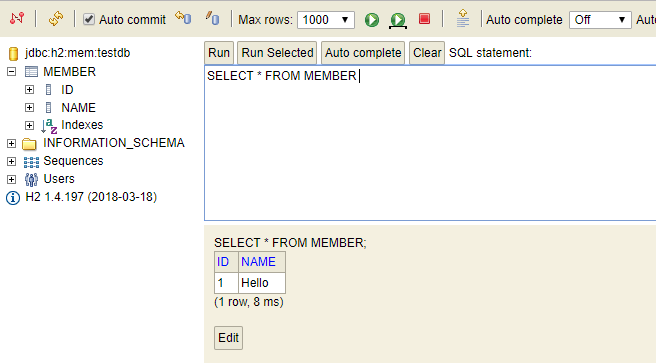 Auto commit Max rows: 1000 Auto complete Off Auto
jdbc:h2:mem:testdb
MEMBER
ID
NAME
Indexes
INFORMATION_SCHEMA
Sequences
Users
H2 1.4.197 (2018-03-18)
Run Run Selected Auto complete Clear SQL statement:
SELECT * FROM MEMBER
SELECT * FROM MEMBER;
ID NAME
1 Hello
(1 row, 8 ms)
Edit